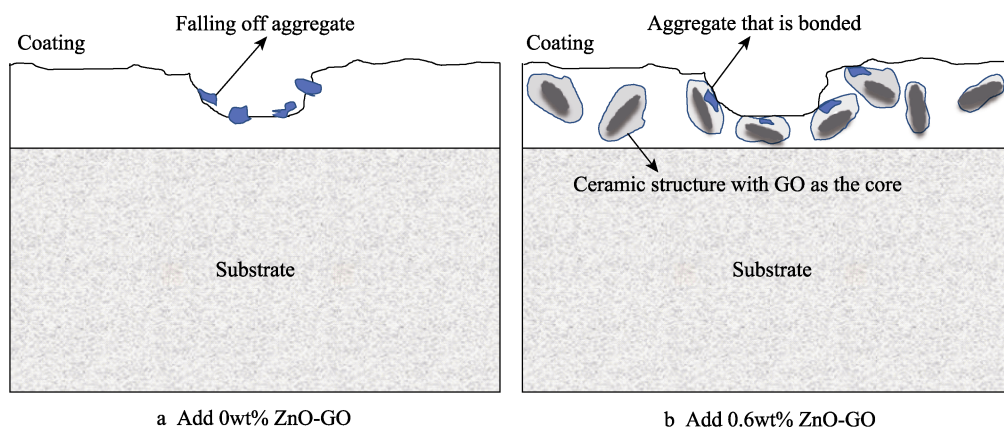 Falling off aggregate
Coating
Substrate
a Add 0wt% ZnO-GO
Aggregate that is bonded
Coating
Ceramic structure with GO as the core
Substrate
b Add 0.6wt% ZnO-GO